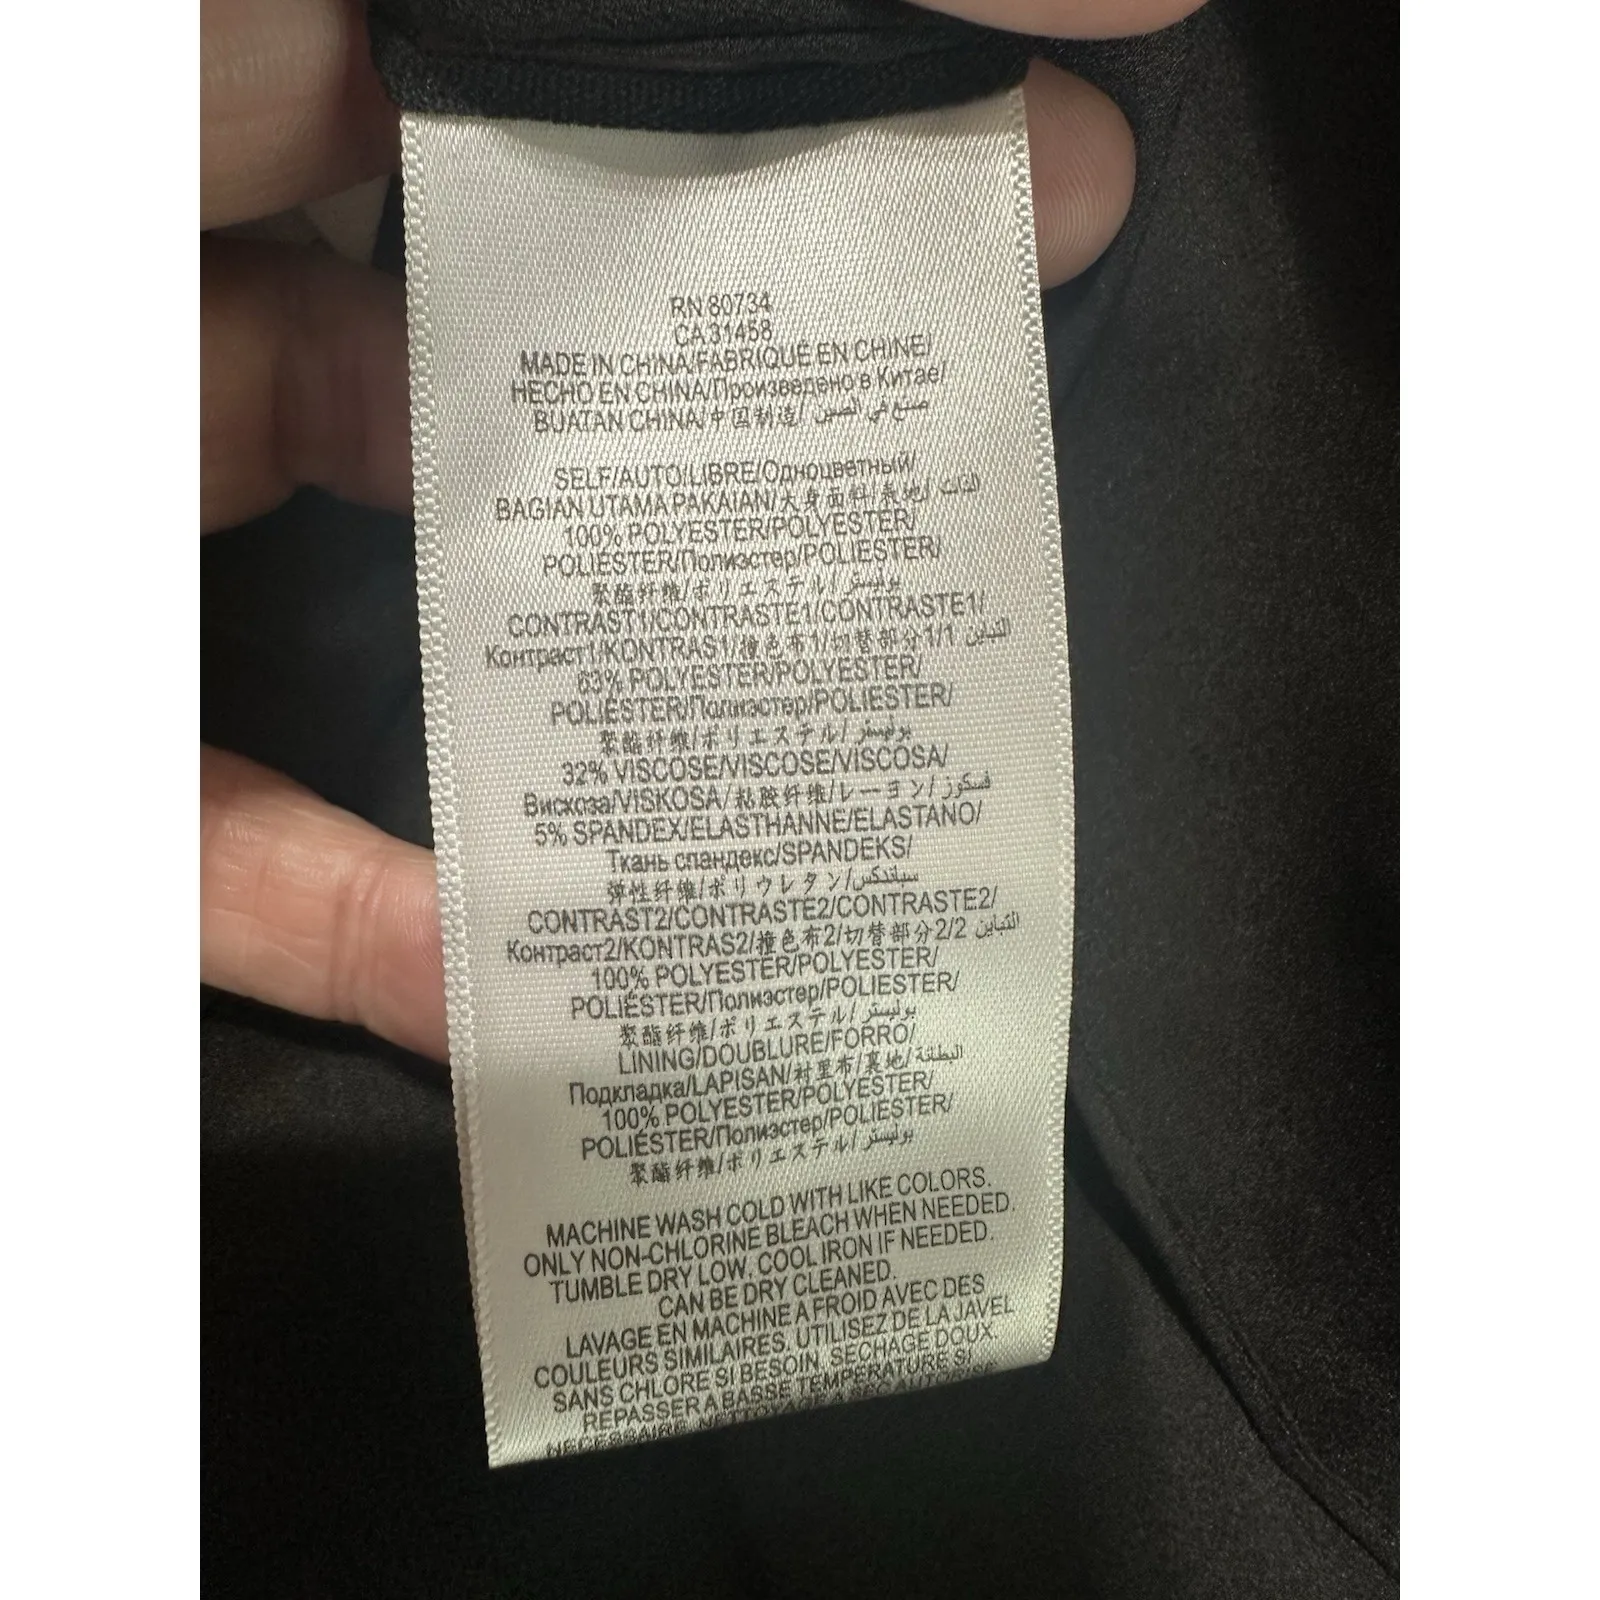 RN 80734
CA 31458
MADE IN CHINA/FABRIQUÉ EN CHINE/
HECHO EN CHINA/Произведено в Китае/
BUATAN CHINA/中国制造/ صنع في الصين
SELF/AUTO/LIBRE/Одноцветный/
BAGIAN UTAMA PAKAIAN/大身面料/表地/ الذات
100% POLYESTER/POLYESTER/
POLIÉSTER/Полиэстер/POLIESTER/
聚酯纤维/ポリエステル/ بوليستر
CONTRAST1/CONTRASTE1/CONTRASTE1/
Контраст1/KONTRAS1/撞色布1/切替部分1/1 التباين
63% POLYESTER/POLYESTER/
POLIÉSTER/Полиэстер/POLIESTER/
聚酯纤维/ポリエステル/ بوليستر
32% VISCOSE/VISCOSE/VISCOSA/
Вискоза/VISKOSA/粘胶纤维/レーヨン/ فسكوز
5% SPANDEX/ELASTHANNE/ELASTANO/
Ткань спандекс/SPANDEKS/
弹性纤维/ポリウレタン/سباندكس
CONTRAST2/CONTRASTE2/CONTRASTE2/
Контраст2/KONTRAS2/撞色布2/切替部分2/2 التباين
100% POLYESTER/POLYESTER/
POLIÉSTER/Полиэстер/POLIESTER/
聚酯纤维/ポリエステル/ بوليستر
LINING/DOUBLURE/FORRO/
Подкладка/LAPISAN/衬里布/裏地/ البطانة
100% POLYESTER/POLYESTER/
POLIÉSTER/Полиэстер/POLIESTER/
聚酯纤维/ポリエステル/ بوليستر
MACHINE WASH COLD WITH LIKE COLORS.
ONLY NON-CHLORINE BLEACH WHEN NEEDED.
TUMBLE DRY LOW. COOL IRON IF NEEDED.
CAN BE DRY CLEANED.
LAVAGE EN MACHINE A FROID AVEC DES
COULEURS SIMILAIRES. UTILISEZ DE LA JAVEL
SANS CHLORE SI BESOIN. SECHAGE DOUX.
REPASSER A BASSE TEMPERATURE SI
NECESSAIRE. NETTOYAGE A SEC